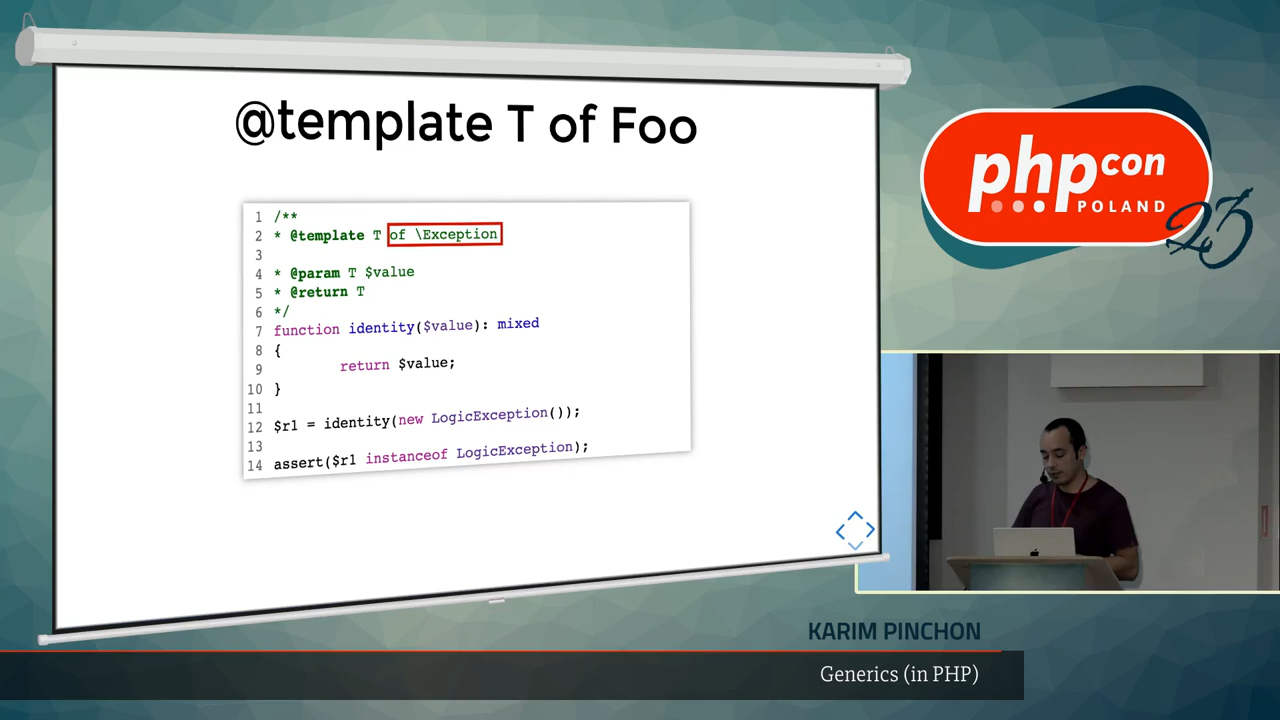 @template T of Foo
1 /**
2 * @template T of \Exception
3
4 * @param T $value
5 * @return T
6 */
7 function identity($value): mixed
8 {
9 return $value;
10 }
11
12 $r1 = identity(new LogicException());
13
14 assert($r1 instanceof LogicException);
phpcon
POLAND
23
KARIM PINCHON
Generics (in PHP)